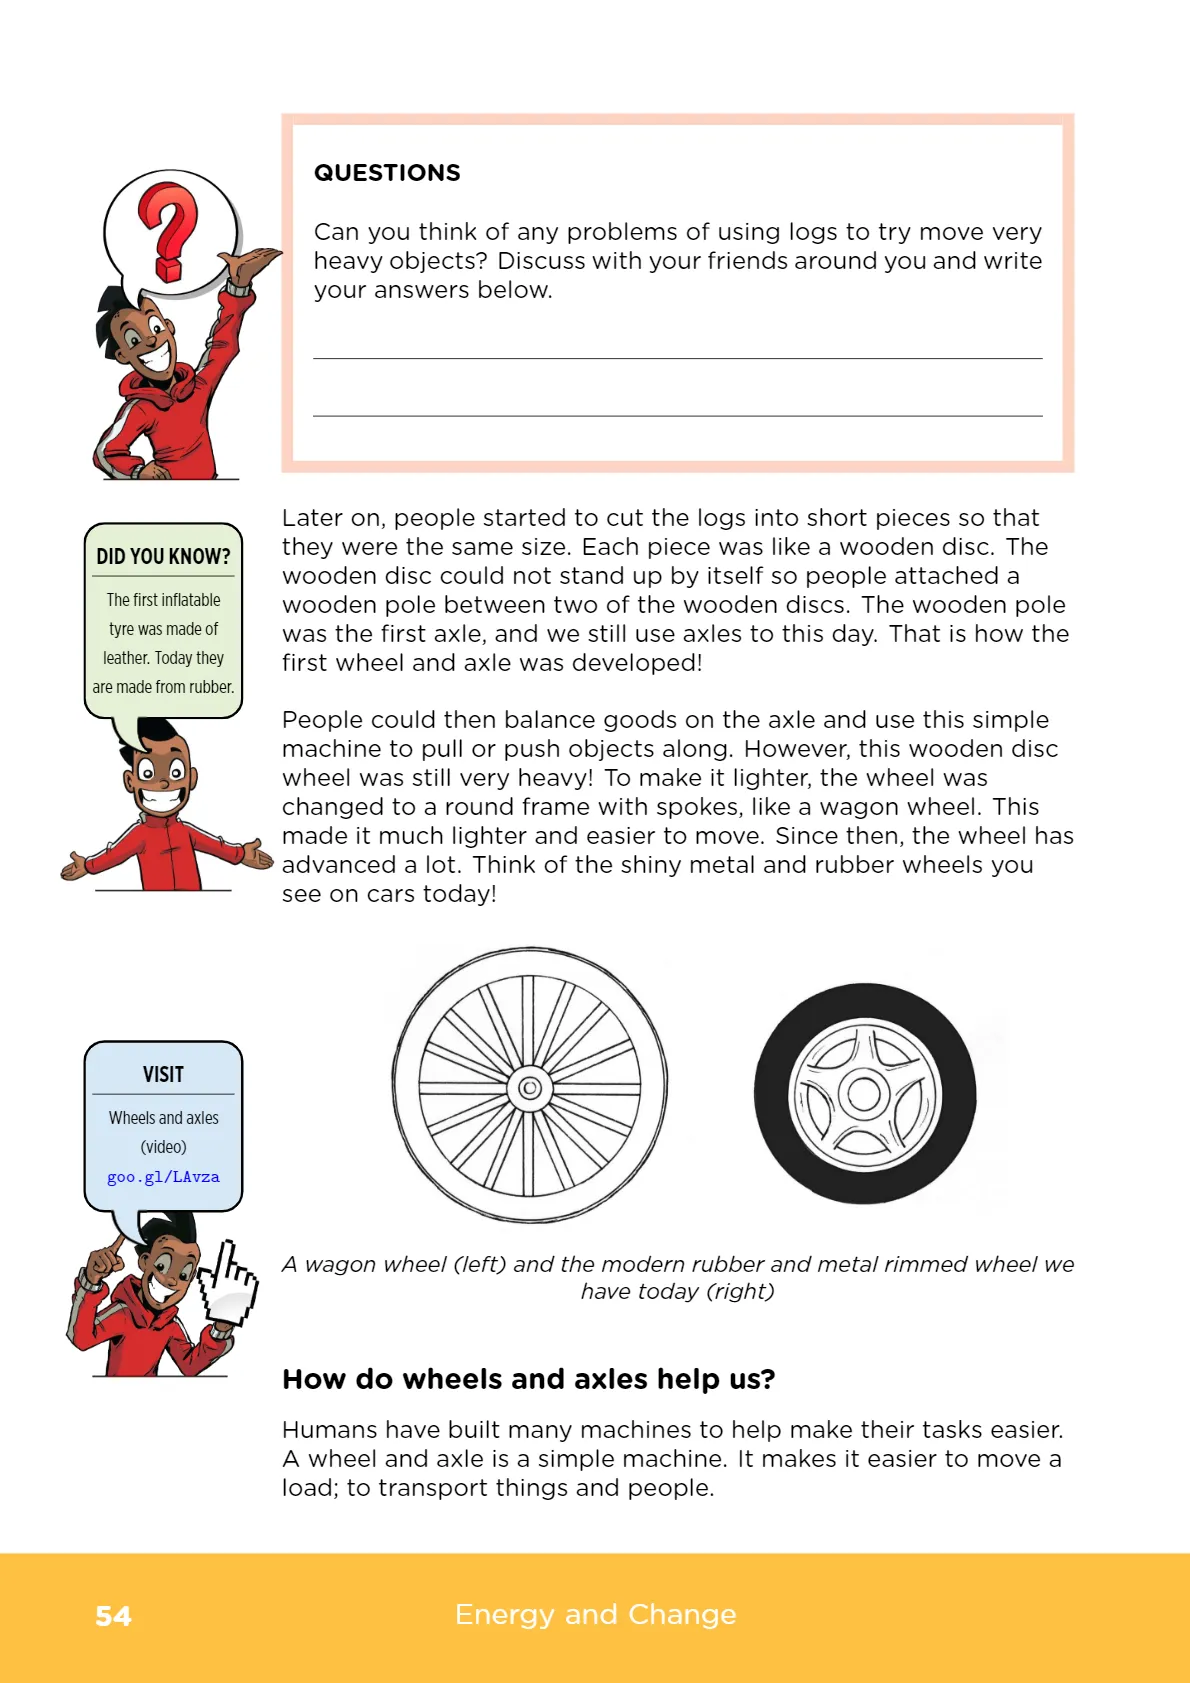 QUESTIONS
Can you think of any problems of using logs to try move very
heavy objects? Discuss with your friends around you and write
your answers below.
Later on, people started to cut the logs into short pieces so that
they were the same size. Each piece was like a wooden disc. The
wooden disc could not stand up by itself so people attached a
wooden pole between two of the wooden discs. The wooden pole
was the first axle, and we still use axles to this day. That is how the
first wheel and axle was developed!
DID YOU KNOW?
The first inflatable
tyre was made of
leather. Today they
are made from rubber.
People could then balance goods on the axle and use this simple
machine to pull or push objects along. However, this wooden disc
wheel was still very heavy! To make it lighter, the wheel was
changed to a round frame with spokes, like a wagon wheel. This
made it much lighter and easier to move. Since then, the wheel has
advanced a lot. Think of the shiny metal and rubber wheels you
see on cars today!
VISIT
Wheels and axles
(video)
goo.gl/LAvza
A wagon wheel (left) and the modern rubber and metal rimmed wheel we
have today (right)
How do wheels and axles help us?
Humans have built many machines to help make their tasks easier.
A wheel and axle is a simple machine. It makes it easier to move a
load; to transport things and people.
54
Energy and Change